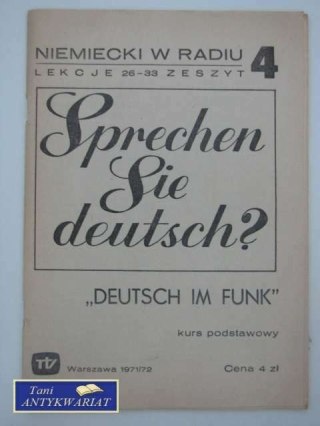 NIEMIECKI W RADIU
LEKCJE 26-33 ZESZYT 4
Sprechen
Sie
deutsch?
„DEUTSCH IM FUNK"
kurs podstawowy
Warszawa 1971/72
Cena 4 zł
Tani
ANTYKWARIAT